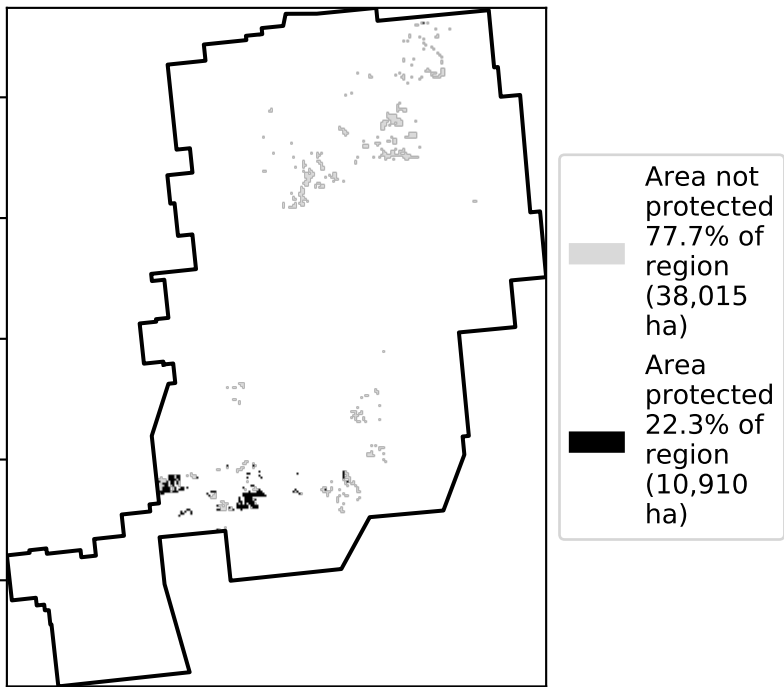 Area not
protected
77.7% of
region
(38,015
ha)
Area
protected
22.3% of
region
(10,910
ha)